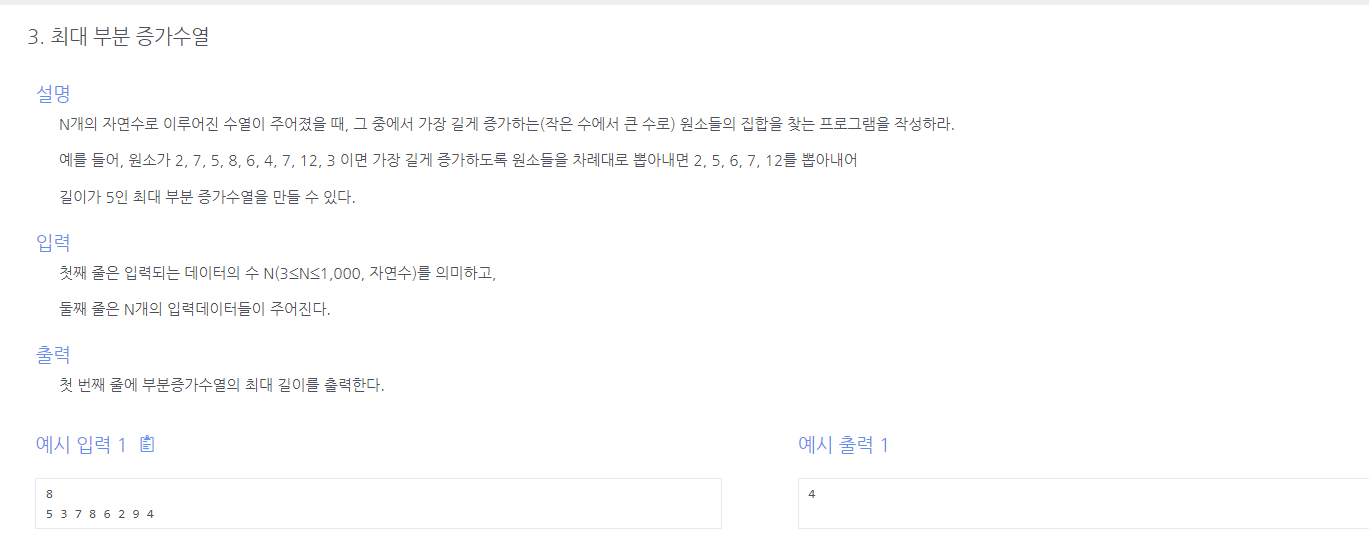 3. 최대 부분 증가수열
설명
N개의 자연수로 이루어진 수열이 주어졌을 때, 그 중에서 가장 길게 증가하는(작은 수에서 큰 수로) 원소들의 집합을 찾는 프로그램을 작성하라.
예를 들어, 원소가 2, 7, 5, 8, 6, 4, 7, 12, 3 이면 가장 길게 증가하도록 원소들을 차례대로 뽑아내면 2, 5, 6, 7, 12를 뽑아내어
길이가 5인 최대 부분 증가수열을 만들 수 있다.
입력
첫째 줄은 입력되는 데이터의 수 N(3≤N≤1,000, 자연수)를 의미하고,
둘째 줄은 N개의 입력데이터들이 주어진다.
출력
첫 번째 줄에 부분증가수열의 최대 길이를 출력한다.
예시 입력 1
8
5 3 7 8 6 2 9 4
예시 출력 1
4